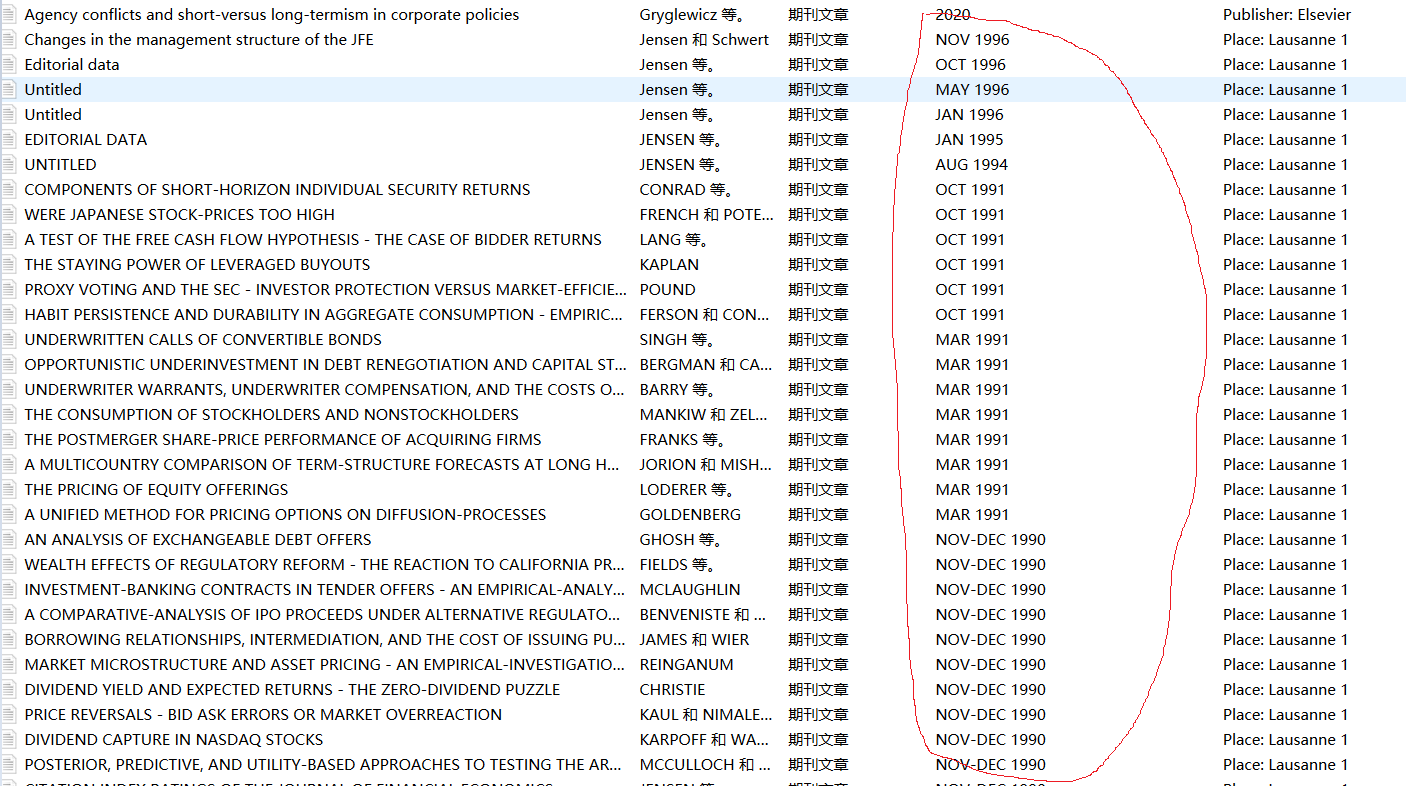 Agency conflicts and short-versus long-termism in corporate policies Gryglewicz 等。 期刊文章 2020 Publisher: Elsevier
Changes in the management structure of the JFE Jensen 和 Schwert 期刊文章 NOV 1996 Place: Lausanne 1
Editorial data Jensen 等。 期刊文章 OCT 1996 Place: Lausanne 1
Untitled Jensen 等。 期刊文章 MAY 1996 Place: Lausanne 1
Untitled Jensen 等。 期刊文章 JAN 1996 Place: Lausanne 1
EDITORIAL DATA JENSEN 等。 期刊文章 JAN 1995 Place: Lausanne 1
UNTITLED JENSEN 等。 期刊文章 AUG 1994 Place: Lausanne 1
COMPONENTS OF SHORT-HORIZON INDIVIDUAL SECURITY RETURNS CONRAD 等。 期刊文章 OCT 1991 Place: Lausanne 1
WERE JAPANESE STOCK-PRICES TOO HIGH FRENCH 和 POTE... 期刊文章 OCT 1991 Place: Lausanne 1
A TEST OF THE FREE CASH FLOW HYPOTHESIS - THE CASE OF BIDDER RETURNS LANG 等。 期刊文章 OCT 1991 Place: Lausanne 1
THE STAYING POWER OF LEVERAGED BUYOUTS KAPLAN 期刊文章 OCT 1991 Place: Lausanne 1
PROXY VOTING AND THE SEC - INVESTOR PROTECTION VERSUS MARKET-EFFICIE... POUND 期刊文章 OCT 1991 Place: Lausanne 1
HABIT PERSISTENCE AND DURABILITY IN AGGREGATE CONSUMPTION - EMPIRIC... FERSON 和 CON... 期刊文章 OCT 1991 Place: Lausanne 1
UNDERWRITTEN CALLS OF CONVERTIBLE BONDS SINGH 等。 期刊文章 MAR 1991 Place: Lausanne 1
OPPORTUNISTIC UNDERINVESTMENT IN DEBT RENEGOTIATION AND CAPITAL ST... BERGMAN 和 CA... 期刊文章 MAR 1991 Place: Lausanne 1
UNDERWRITER WARRANTS, UNDERWRITER COMPENSATION, AND THE COSTS O... BARRY 等。 期刊文章 MAR 1991 Place: Lausanne 1
THE CONSUMPTION OF STOCKHOLDERS AND NONSTOCKHOLDERS MANKIW 和 ZEL... 期刊文章 MAR 1991 Place: Lausanne 1
THE POSTMERGER SHARE-PRICE PERFORMANCE OF ACQUIRING FIRMS FRANKS 等。 期刊文章 MAR 1991 Place: Lausanne 1
A MULTICOUNTRY COMPARISON OF TERM-STRUCTURE FORECASTS AT LONG H... JORION 和 MISH... 期刊文章 MAR 1991 Place: Lausanne 1
THE PRICING OF EQUITY OFFERINGS LODERER 等。 期刊文章 MAR 1991 Place: Lausanne 1
A UNIFIED METHOD FOR PRICING OPTIONS ON DIFFUSION-PROCESSES GOLDENBERG 期刊文章 MAR 1991 Place: Lausanne 1
AN ANALYSIS OF EXCHANGEABLE DEBT OFFERS GHOSH 等。 期刊文章 NOV-DEC 1990 Place: Lausanne 1
WEALTH EFFECTS OF REGULATORY REFORM - THE REACTION TO CALIFORNIA PR... FIELDS 等。 期刊文章 NOV-DEC 1990 Place: Lausanne 1
INVESTMENT-BANKING CONTRACTS IN TENDER OFFERS - AN EMPIRICAL-ANALY... MCLAUGHLIN 期刊文章 NOV-DEC 1990 Place: Lausanne 1
A COMPARATIVE-ANALYSIS OF IPO PROCEEDS UNDER ALTERNATIVE REGULATO... BENVENISTE 和 ... 期刊文章 NOV-DEC 1990 Place: Lausanne 1
BORROWING RELATIONSHIPS, INTERMEDIATION, AND THE COST OF ISSUING PU... JAMES 和 WIER 期刊文章 NOV-DEC 1990 Place: Lausanne 1
MARKET MICROSTRUCTURE AND ASSET PRICING - AN EMPIRICAL-INVESTIGATIO... REINGANUM 期刊文章 NOV-DEC 1990 Place: Lausanne 1
DIVIDEND YIELD AND EXPECTED RETURNS - THE ZERO-DIVIDEND PUZZLE CHRISTIE 期刊文章 NOV-DEC 1990 Place: Lausanne 1
PRICE REVERSALS - BID ASK ERRORS OR MARKET OVERREACTION KAUL 和 NIMALE... 期刊文章 NOV-DEC 1990 Place: Lausanne 1
DIVIDEND CAPTURE IN NASDAQ STOCKS KARPOFF 和 WA... 期刊文章 NOV-DEC 1990 Place: Lausanne 1
POSTERIOR, PREDICTIVE, AND UTILITY-BASED APPROACHES TO TESTING THE AR... MCCULLOCH 和 ... 期刊文章 NOV-DEC 1990 Place: Lausanne 1